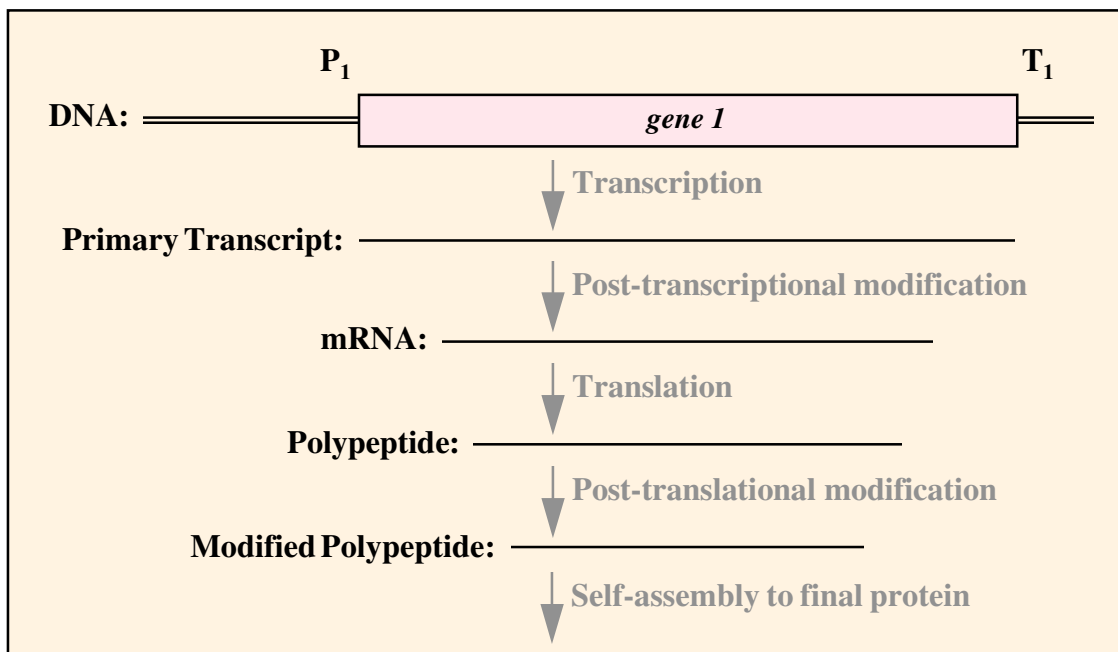 P₁ T₁
DNA: gene 1
Transcription
Primary Transcript:
Post-transcriptional modification
mRNA:
Translation
Polypeptide:
Post-translational modification
Modified Polypeptide:
Self-assembly to final protein